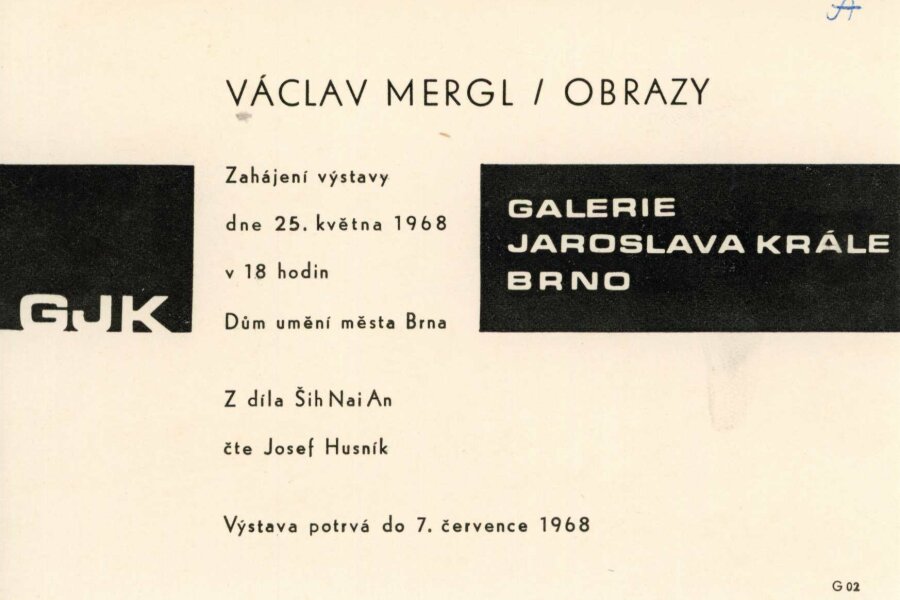 A
VÁCLAV MERGL / OBRAZY
Zahájení výstavy
dne 25. května 1968
v 18 hodin
Dům umění města Brna
GJK
GALERIE
JAROSLAVA KRÁLE
BRNO
Z díla Ših Nai An
čte Josef Husník
Výstava potrvá do 7. července 1968
G 02